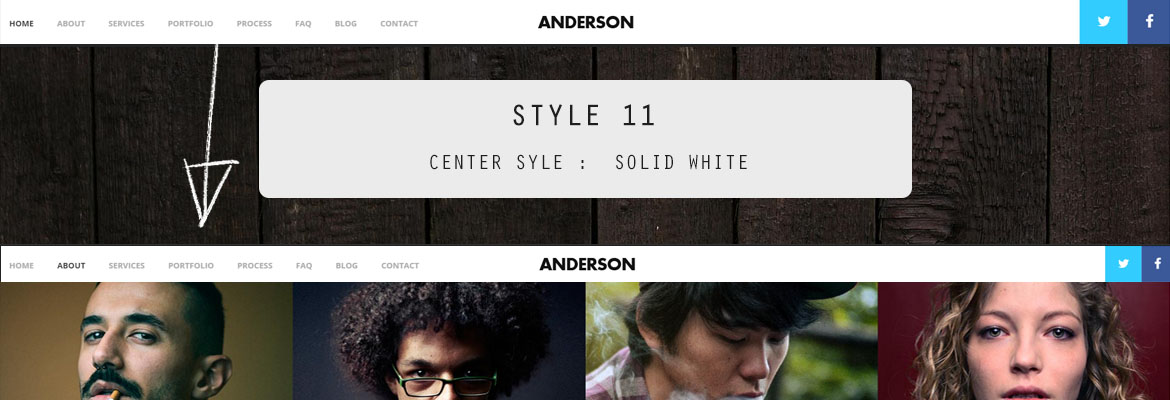 HOME ABOUT SERVICES PORTFOLIO PROCESS FAQ BLOG CONTACT ANDERSON
STYLE 11
CENTER SYLE : SOLID WHITE
HOME ABOUT SERVICES PORTFOLIO PROCESS FAQ BLOG CONTACT ANDERSON